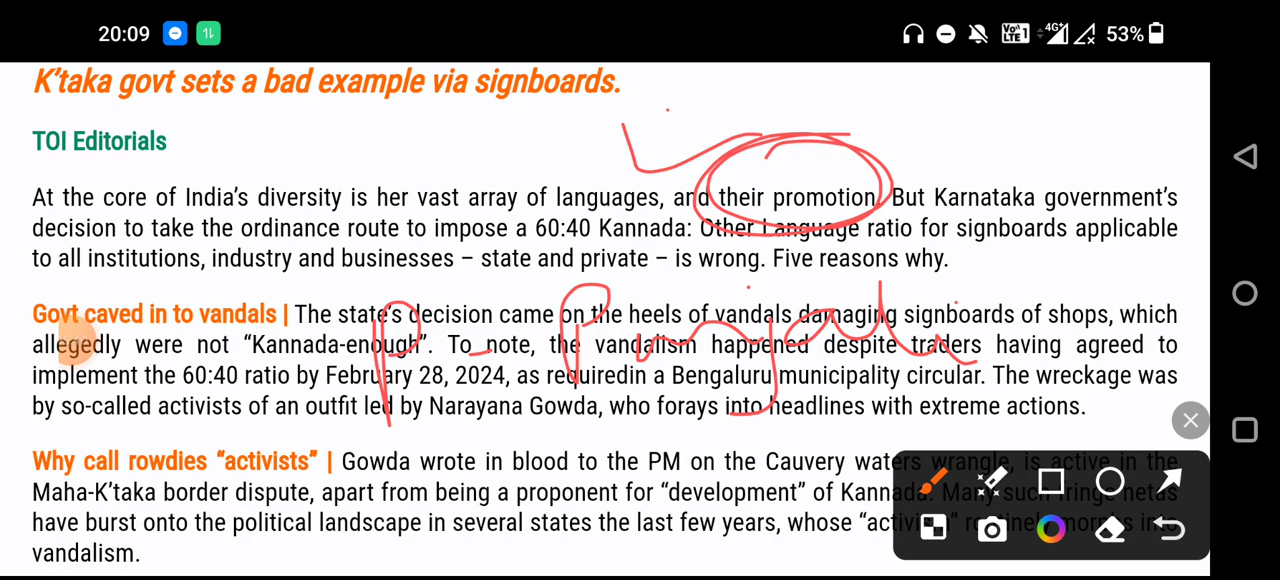 20:09 VoLTE1 4G+ 53%
K'taka govt sets a bad example via signboards.
TOI Editorials
At the core of India's diversity is her vast array of languages, and their promotion. But Karnataka government's
decision to take the ordinance route to impose a 60:40 Kannada: Other Language ratio for signboards applicable
to all institutions, industry and businesses – state and private – is wrong. Five reasons why.
Govt caved in to vandals | The state's decision came on the heels of vandals damaging signboards of shops, which
allegedly were not “Kannada-enough”. To note, the vandalism happened despite traders having agreed to
implement the 60:40 ratio by February 28, 2024, as requiredin a Bengaluru municipality circular. The wreckage was
by so-called activists of an outfit led by Narayana Gowda, who forays into headlines with extreme actions.
P - Punjabi
Why call rowdies “activists” | Gowda wrote in blood to the PM on the Cauvery waters wrangle, is active in the
Maha-K'taka border dispute, apart from being a proponent for “development” of Kannada. Many such fringe netas
have burst onto the political landscape in several states the last few years, whose “activism” routinely morphs into
vandalism.